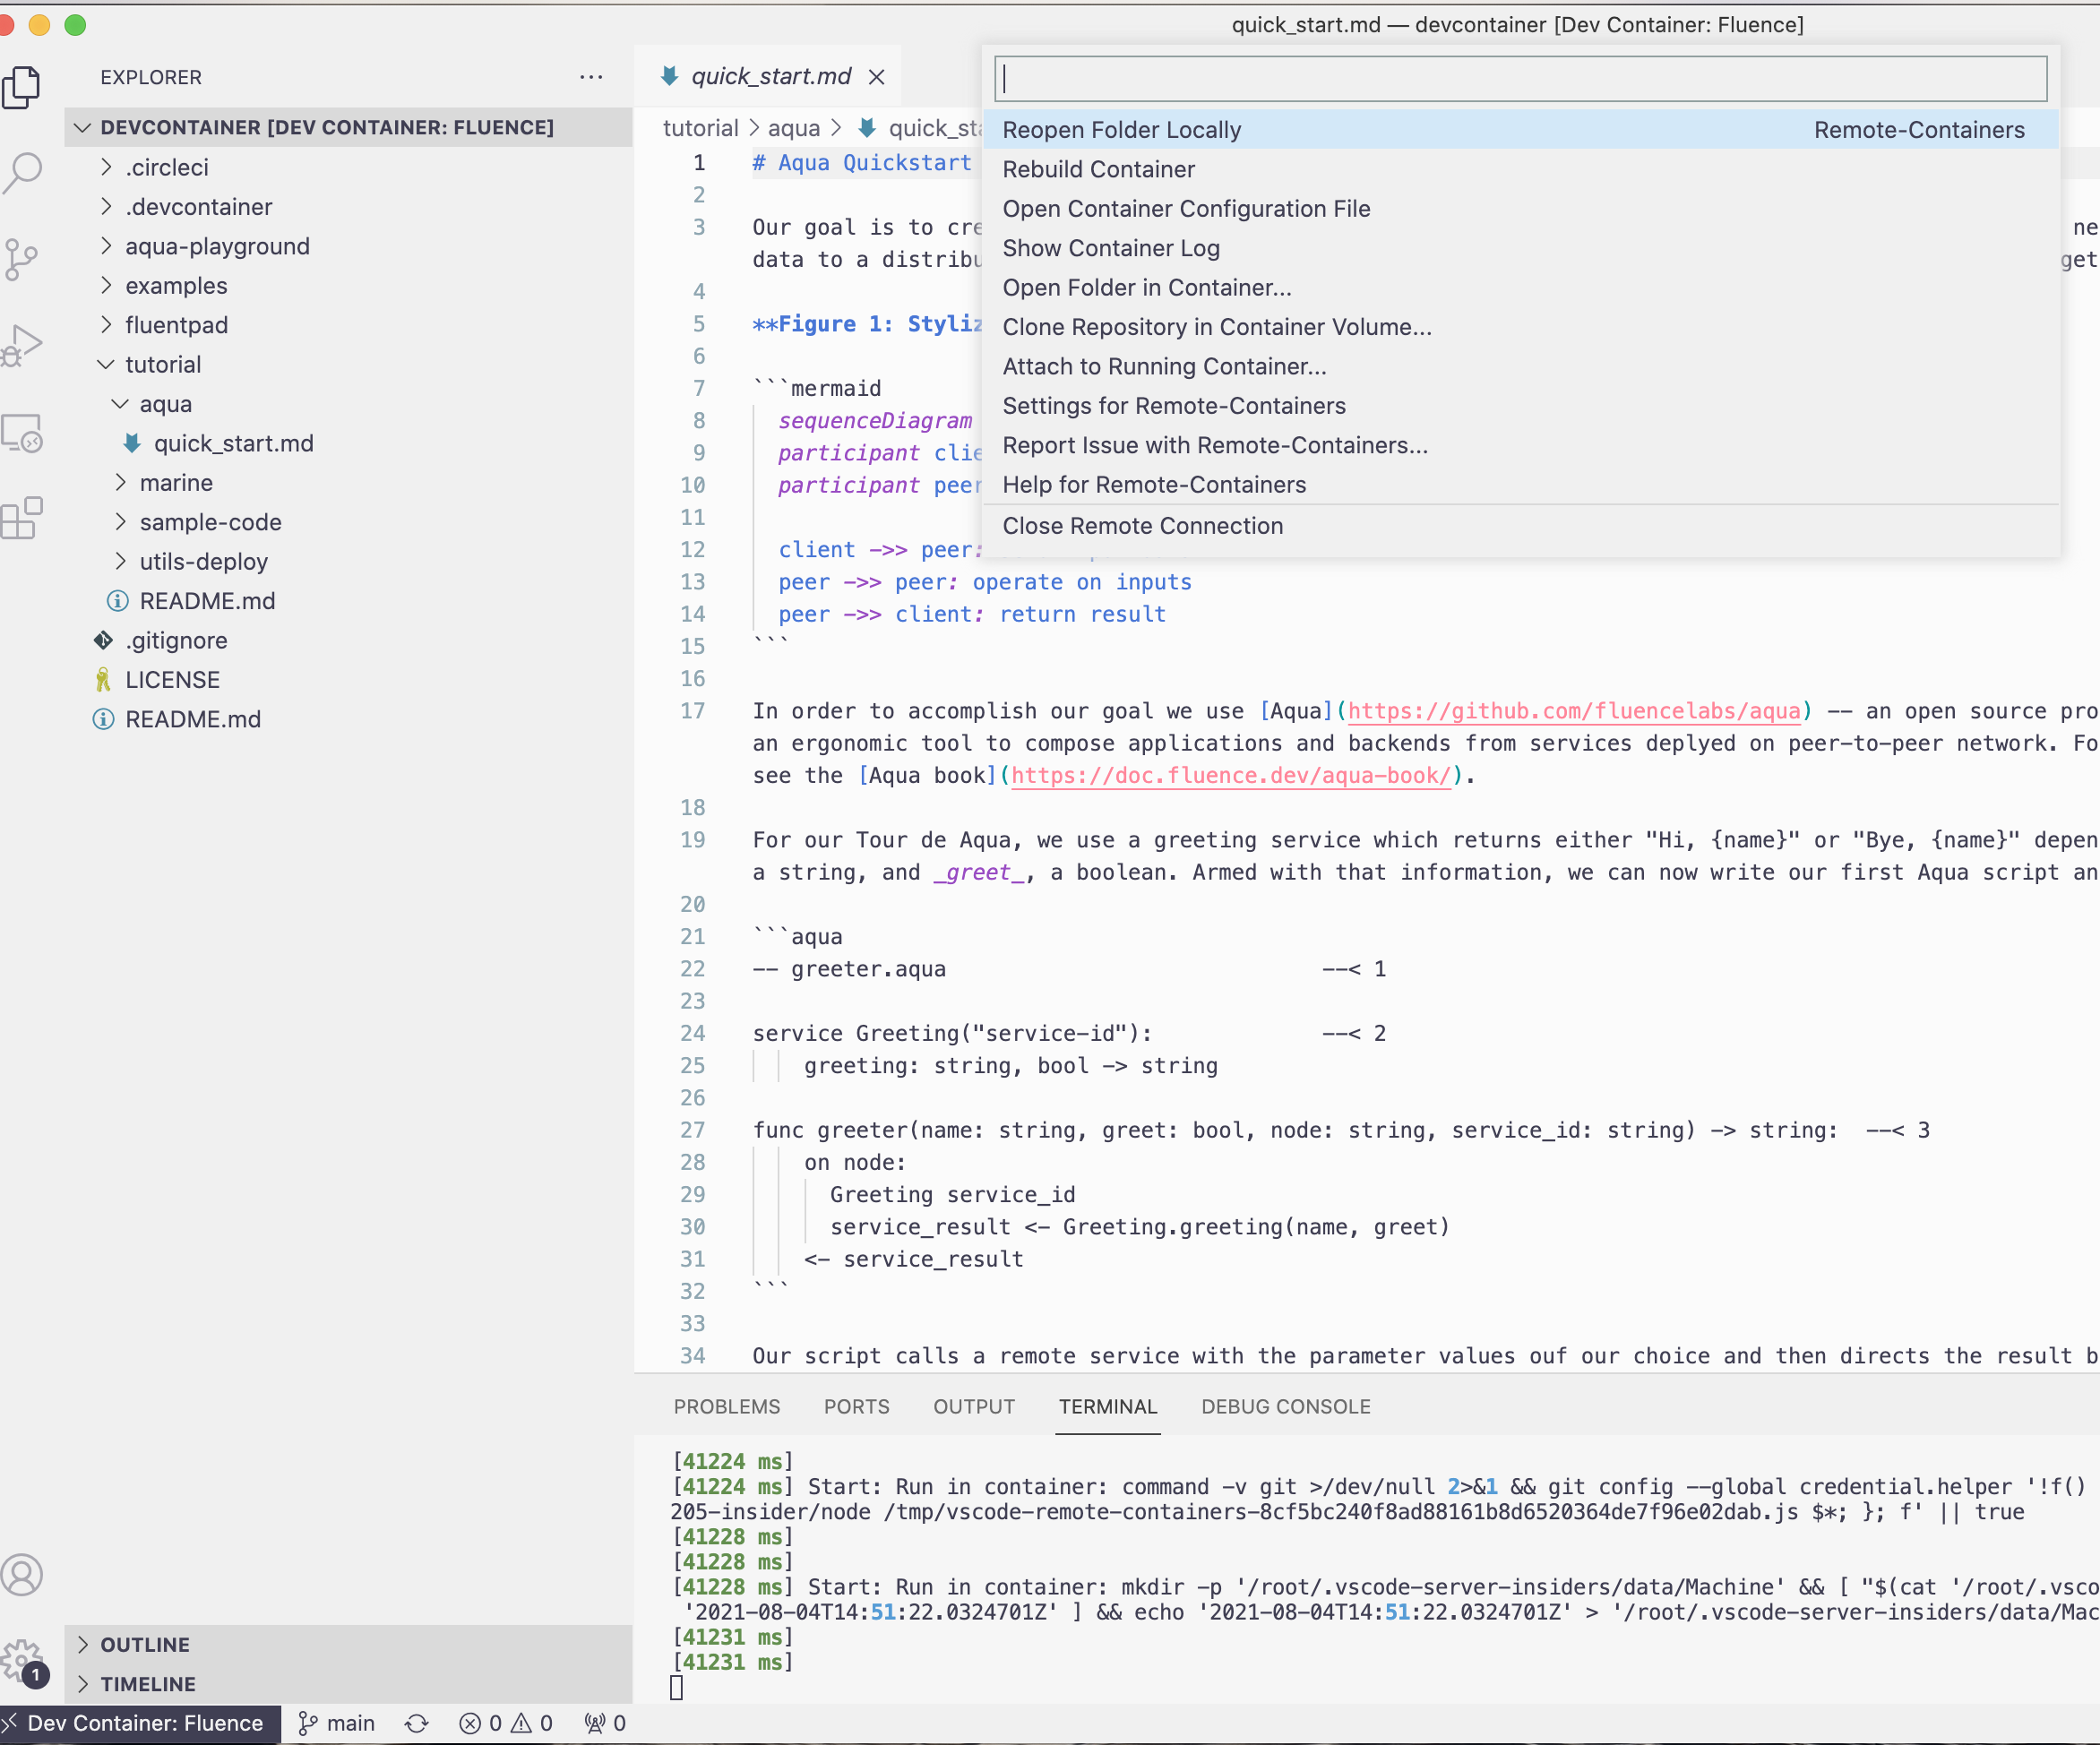 quick_start.md — devcontainer [Dev Container: Fluence]
EXPLORER
DEVCONTAINER [DEV CONTAINER: FLUENCE]
.circleci
.devcontainer
aqua-playground
examples
fluentpad
tutorial
aqua
quick_start.md
marine
sample-code
utils-deploy
README.md
.gitignore
LICENSE
README.md
OUTLINE
TIMELINE
1
quick_start.md
tutorial > aqua > quick_sta
Reopen Folder Locally Remote-Containers
Rebuild Container
Open Container Configuration File
Show Container Log
Open Folder in Container...
Clone Repository in Container Volume...
Attach to Running Container...
Settings for Remote-Containers
Report Issue with Remote-Containers...
Help for Remote-Containers
Close Remote Connection
1 # Aqua Quickstart
2
3 Our goal is to cre ne
data to a distribu get
4
5 **Figure 1: Styliz
6
7 ```mermaid
8 sequenceDiagram
9 participant clie
10 participant peer
11
12 client ->> peer:
13 peer ->> peer: operate on inputs
14 peer ->> client: return result
15 ```
16
17 In order to accomplish our goal we use [Aqua](https://github.com/fluencelabs/aqua) -- an open source pro
an ergonomic tool to compose applications and backends from services deplyed on peer-to-peer network. Fo
see the [Aqua book](https://doc.fluence.dev/aqua-book/).
18
19 For our Tour de Aqua, we use a greeting service which returns either "Hi, {name}" or "Bye, {name}" depen
a string, and _greet_, a boolean. Armed with that information, we can now write our first Aqua script an
20
21 ```aqua
22 -- greeter.aqua --< 1
23
24 service Greeting("service-id"): --< 2
25 greeting: string, bool -> string
26
27 func greeter(name: string, greet: bool, node: string, service_id: string) -> string: --< 3
28 on node:
29 Greeting service_id
30 service_result <- Greeting.greeting(name, greet)
31 <- service_result
32 ```
33
34 Our script calls a remote service with the parameter values ouf our choice and then directs the result b
PROBLEMS PORTS OUTPUT TERMINAL DEBUG CONSOLE
[41224 ms]
[41224 ms] Start: Run in container: command -v git >/dev/null 2>&1 && git config --global credential.helper '!f()
205-insider/node /tmp/vscode-remote-containers-8cf5bc240f8ad88161b8d6520364de7f96e02dab.js $*; }; f' || true
[41228 ms]
[41228 ms]
[41228 ms] Start: Run in container: mkdir -p '/root/.vscode-server-insiders/data/Machine' && [ "$(cat '/root/.vsco
'2021-08-04T14:51:22.0324701Z' ] && echo '2021-08-04T14:51:22.0324701Z' > '/root/.vscode-server-insiders/data/Mac
[41231 ms]
[41231 ms]
Dev Container: Fluence main 0 0 0